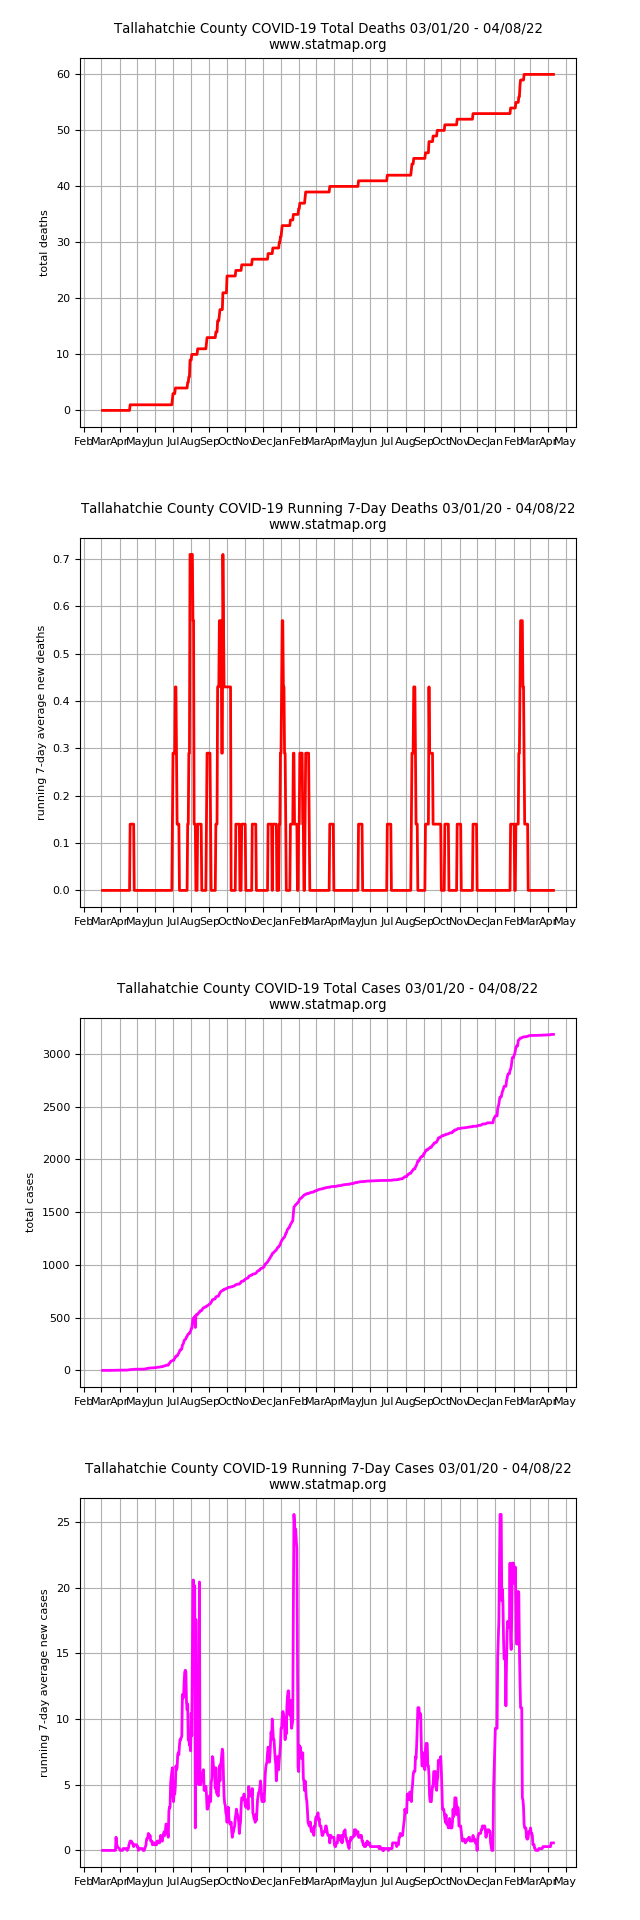 Tallahatchie County COVID-19 Total Deaths 03/01/20 - 04/08/22
www.statmap.org
60
50
40
30
20
10
0
total deaths
Feb Mar Apr May Jun Jul Aug Sep Oct Nov Dec Jan Feb Mar Apr May Jun Jul Aug Sep Oct Nov Dec Jan Feb Mar Apr May
Tallahatchie County COVID-19 Running 7-Day Deaths 03/01/20 - 04/08/22
www.statmap.org
0.7
0.6
0.5
0.4
0.3
0.2
0.1
0.0
running 7-day average new deaths
Feb Mar Apr May Jun Jul Aug Sep Oct Nov Dec Jan Feb Mar Apr May Jun Jul Aug Sep Oct Nov Dec Jan Feb Mar Apr May
Tallahatchie County COVID-19 Total Cases 03/01/20 - 04/08/22
www.statmap.org
3000
2500
2000
1500
1000
500
0
total cases
Feb Mar Apr May Jun Jul Aug Sep Oct Nov Dec Jan Feb Mar Apr May Jun Jul Aug Sep Oct Nov Dec Jan Feb Mar Apr May
Tallahatchie County COVID-19 Running 7-Day Cases 03/01/20 - 04/08/22
www.statmap.org
25
20
15
10
5
0
running 7-day average new cases
Feb Mar Apr May Jun Jul Aug Sep Oct Nov Dec Jan Feb Mar Apr May Jun Jul Aug Sep Oct Nov Dec Jan Feb Mar Apr May